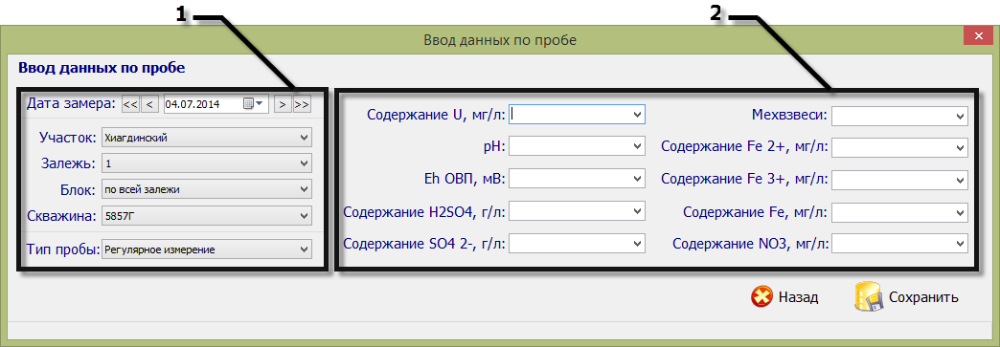 1 2
Ввод данных по пробе
Ввод данных по пробе
Дата замера: << < 04.07.2014 > >>
Участок: Хиагдинский
Залежь: 1
Блок: по всей залежи
Скважина: 5857Г
Тип пробы: Регулярное измерение
Содержание U, мг/л:
pH:
Eh ОВП, мВ:
Содержание H2SO4, г/л:
Содержание SO4 2-, г/л:
Мехвзвеси:
Содержание Fe 2+, мг/л:
Содержание Fe 3+, мг/л:
Содержание Fe, мг/л:
Содержание NO3, мг/л:
Назад Сохранить